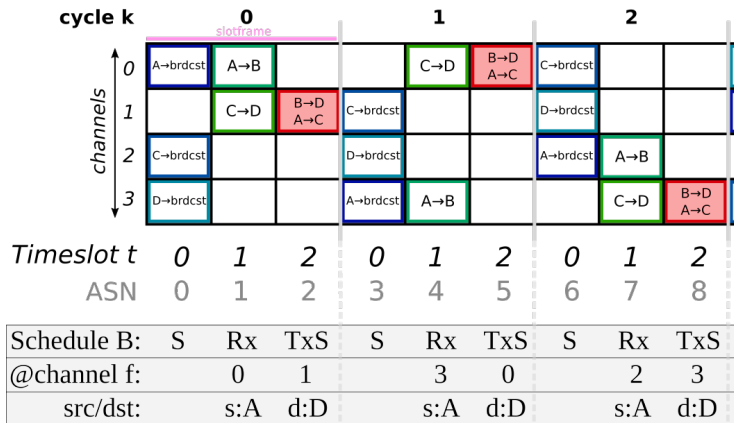 cycle k 0 1 2
slotframe
0 A→brdcst A→B C→D B→D A→C C→brdcst
1 C→D B→D A→C C→brdcst D→brdcst
channels
2 C→brdcst D→brdcst A→brdcst A→B
3 D→brdcst A→brdcst A→B C→D B→D A→C
Timeslot t 0 1 2 0 1 2 0 1 2
ASN 0 1 2 3 4 5 6 7 8
Schedule B: S Rx TxS S Rx TxS S Rx TxS
@channel f: 0 1 3 0 2 3
src/dst: s:A d:D s:A d:D s:A d:D